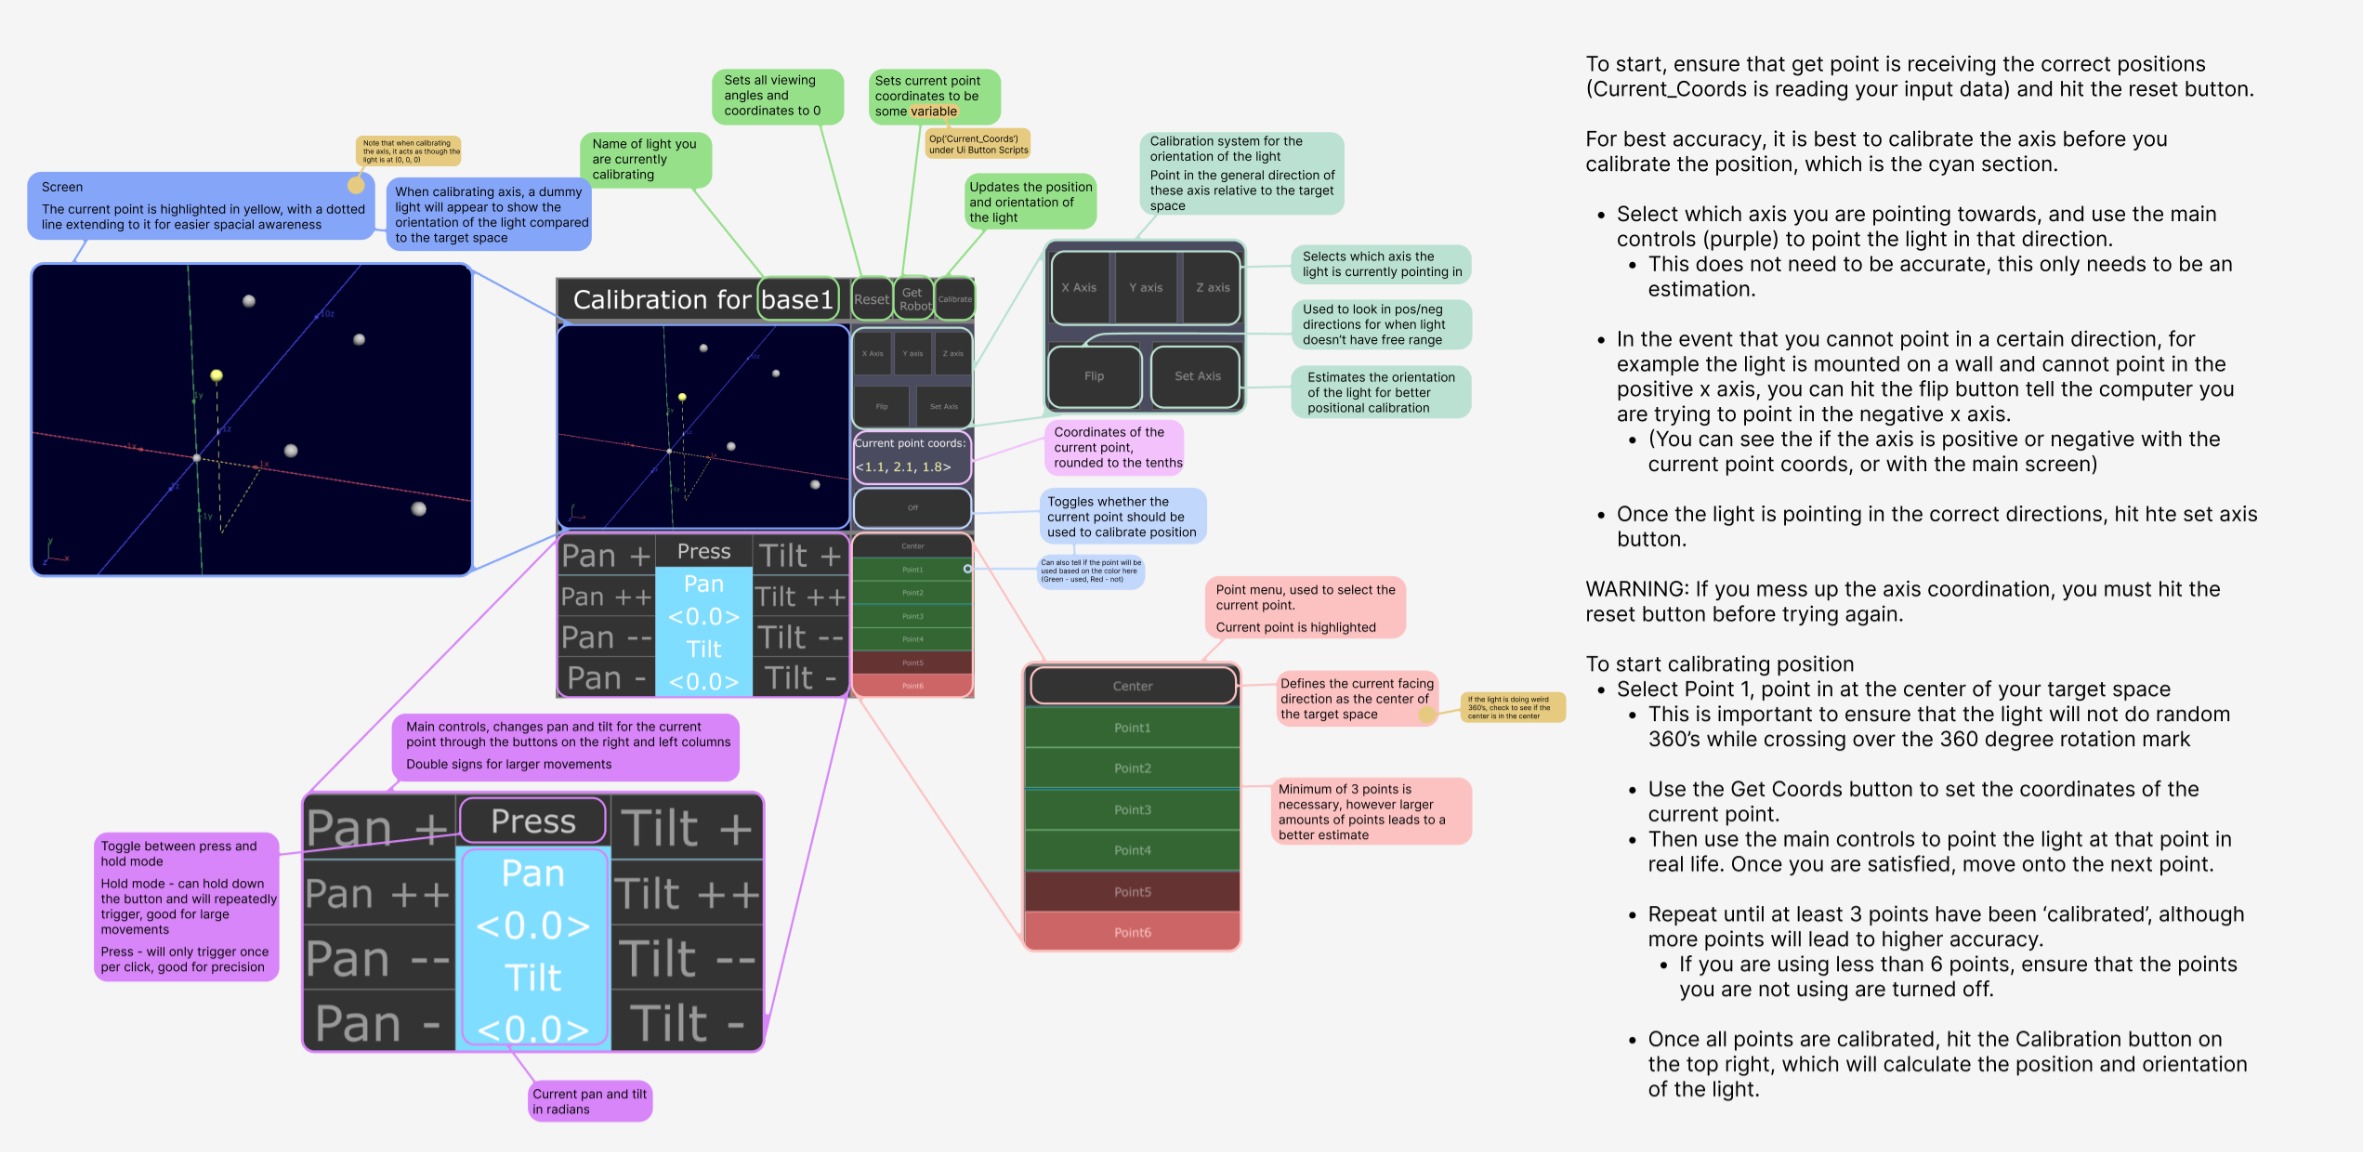 Sets all viewing
angles and
coordinates to 0
Sets current point
coordinates to be
some variable
Op('Current_Coords')
under Ui Button Scripts
Name of light you
are currently
calibrating
Updates the position
and orientation of
the light
Note that when calibrating
the axis, it acts as though the
light is at (0, 0, 0)
Screen
The current point is highlighted in yellow, with a dotted
line extending to it for easier spacial awareness
When calibrating axis, a dummy
light will appear to show the
orientation of the light compared
to the target space
10z
1y
1z
-1x
1x
-1y
y
x
z
Calibration for base1
Reset
Get
Robot
Calibrate
X Axis
Y axis
Z axis
Flip
Set Axis
Current point coords:
<1.1, 2.1, 1.8>
Off
Pan +
Press
Tilt +
Pan ++
Pan
<0.0>
Tilt
<0.0>
Tilt ++
Pan --
Tilt --
Pan -
Tilt -
Center
Point1
Point2
Point3
Point4
Point5
Point6
Calibration system for the
orientation of the light
Point in the general direction of
these axis relative to the target
space
X Axis
Y axis
Z axis
Flip
Set Axis
Selects which axis the
light is currently pointing in
Used to look in pos/neg
directions for when light
doesn't have free range
Estimates the orientation
of the light for better
positional calibration
Coordinates of the
current point,
rounded to the tenths
Toggles whether the
current point should be
used to calibrate position
Can also tell if the point will be
used based on the color here
(Green - used, Red - not)
Point menu, used to select the
current point.
Current point is highlighted
Center
Point1
Point2
Point3
Point4
Point5
Point6
Defines the current facing
direction as the center of
the target space
If the light is doing weird
360's, check to see if the
center is in the center
Minimum of 3 points is
necessary, however larger
amounts of points leads to a
better estimate
Main controls, changes pan and tilt for the current
point through the buttons on the right and left columns
Double signs for larger movements
Pan +
Press
Tilt +
Pan ++
Pan
<0.0>
Tilt
<0.0>
Tilt ++
Pan --
Tilt --
Pan -
Tilt -
Toggle between press and
hold mode
Hold mode - can hold down
the button and will repeatedly
trigger, good for large
movements
Press - will only trigger once
per click, good for precision
Current pan and tilt
in radians
To start, ensure that get point is receiving the correct positions
(Current_Coords is reading your input data) and hit the reset button.
For best accuracy, it is best to calibrate the axis before you
calibrate the position, which is the cyan section.
• Select which axis you are pointing towards, and use the main
controls (purple) to point the light in that direction.
• This does not need to be accurate, this only needs to be an
estimation.
• In the event that you cannot point in a certain direction, for
example the light is mounted on a wall and cannot point in the
positive x axis, you can hit the flip button tell the computer you
are trying to point in the negative x axis.
• (You can see the if the axis is positive or negative with the
current point coords, or with the main screen)
• Once the light is pointing in the correct directions, hit hte set axis
button.
WARNING: If you mess up the axis coordination, you must hit the
reset button before trying again.
To start calibrating position
• Select Point 1, point in at the center of your target space
• This is important to ensure that the light will not do random
360's while crossing over the 360 degree rotation mark
• Use the Get Coords button to set the coordinates of the
current point.
• Then use the main controls to point the light at that point in
real life. Once you are satisfied, move onto the next point.
• Repeat until at least 3 points have been 'calibrated', although
more points will lead to higher accuracy.
• If you are using less than 6 points, ensure that the points
you are not using are turned off.
• Once all points are calibrated, hit the Calibration button on
the top right, which will calculate the position and orientation
of the light.